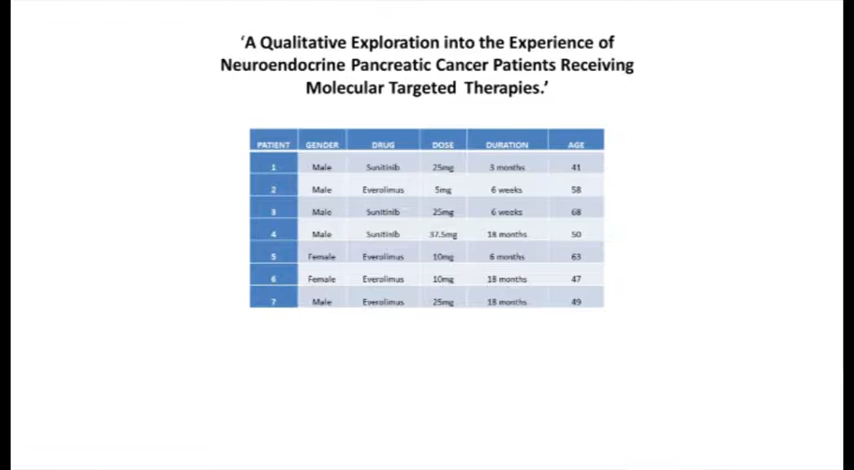 ‘A Qualitative Exploration into the Experience of
Neuroendocrine Pancreatic Cancer Patients Receiving
Molecular Targeted Therapies.’
PATIENT GENDER DRUG DOSE DURATION AGE
1 Male Sunitinib 25mg 3 months 41
2 Male Everolimus 5mg 6 weeks 58
3 Male Sunitinib 25mg 6 weeks 68
4 Male Sunitinib 37.5mg 18 months 50
5 Female Everolimus 10mg 6 months 63
6 Female Everolimus 10mg 18 months 47
7 Male Everolimus 25mg 18 months 49